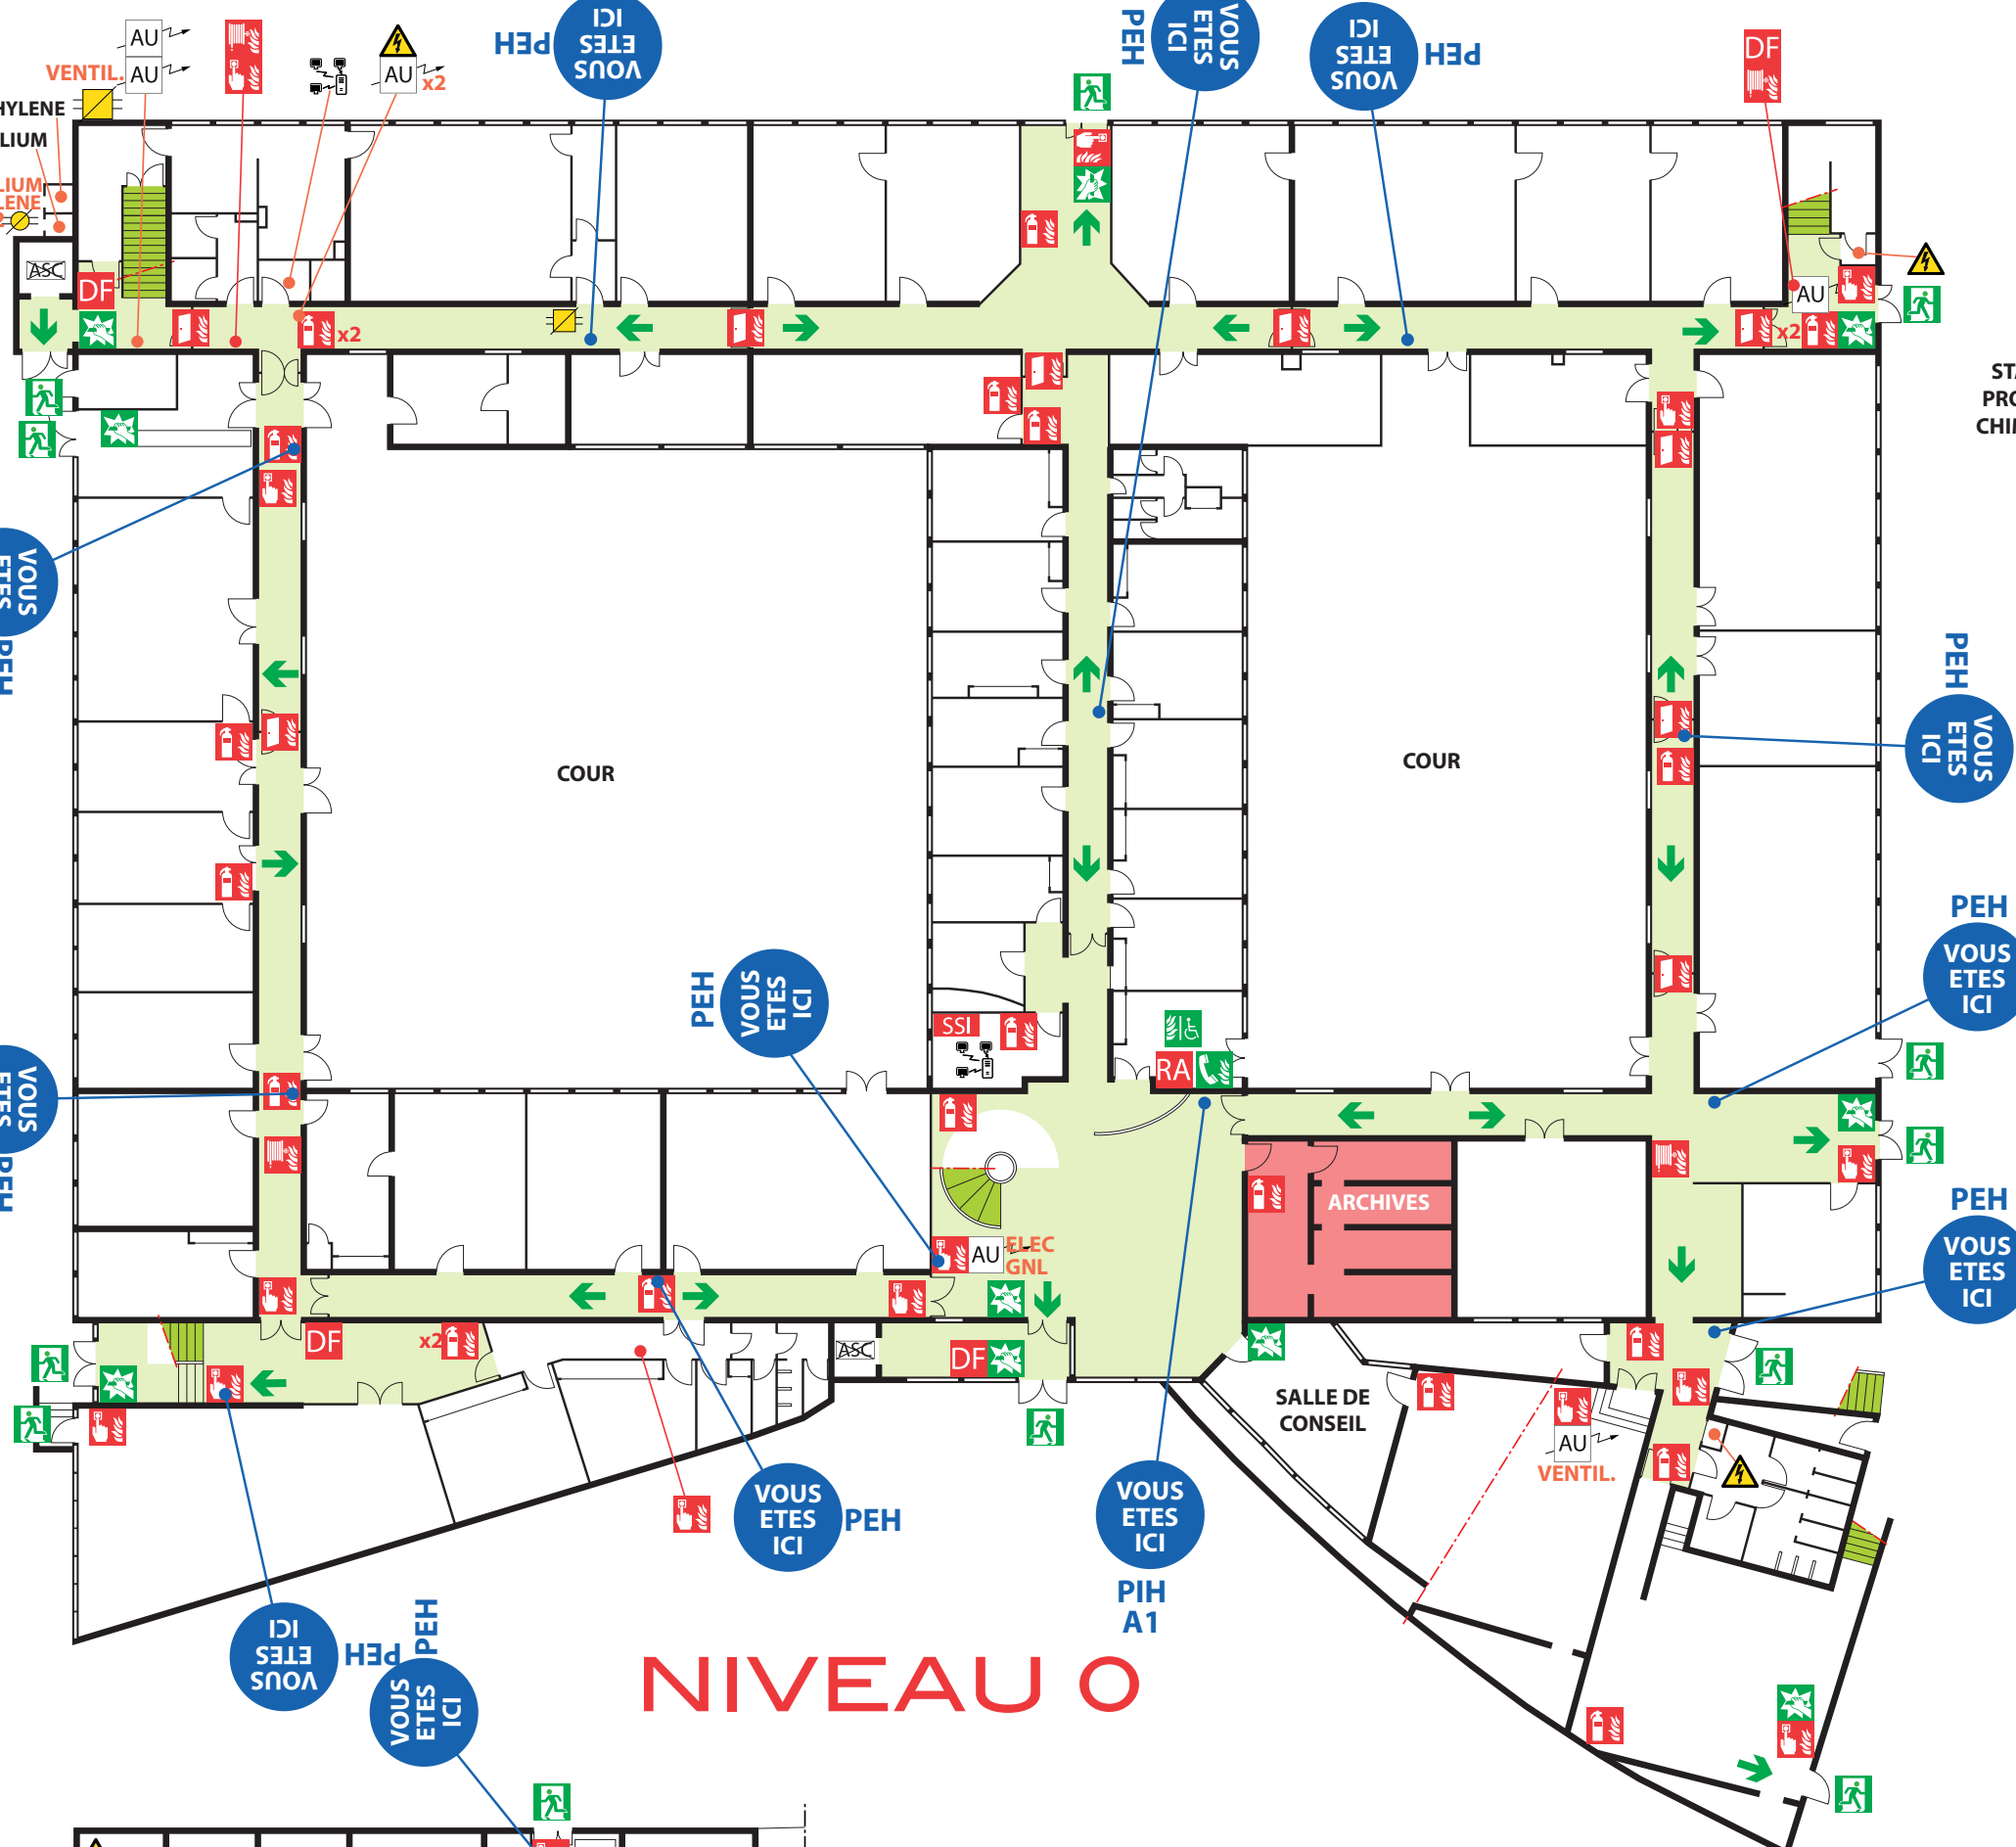 AU
AU
VENTIL.
HYLENE
LIUM
LIUM
LENE
AU
x2
PEH
VOUS
ETES
ICI
PEH
VOUS
ETES
ICI
VOUS
ETES
ICI
PEH
DF
ASC
DF
x2
AU
x2
STA
PRO
CHIM
VOUS
ETES
PEH
COUR
COUR
PEH
VOUS
ETES
ICI
PEH
VOUS
ETES
ICI
PEH
VOUS
ETES
ICI
SSI
RA
VOUS
ETES
PEH
ARCHIVES
AU
ELEC
GNL
PEH
VOUS
ETES
ICI
DF
x2
ASC
DF
SALLE DE
CONSEIL
AU
VENTIL.
VOUS
ETES
ICI
PEH
VOUS
ETES
ICI
PIH
A1
VOUS
ETES
ICI
PEH
PEH
VOUS
ETES
ICI
NIVEAU 0